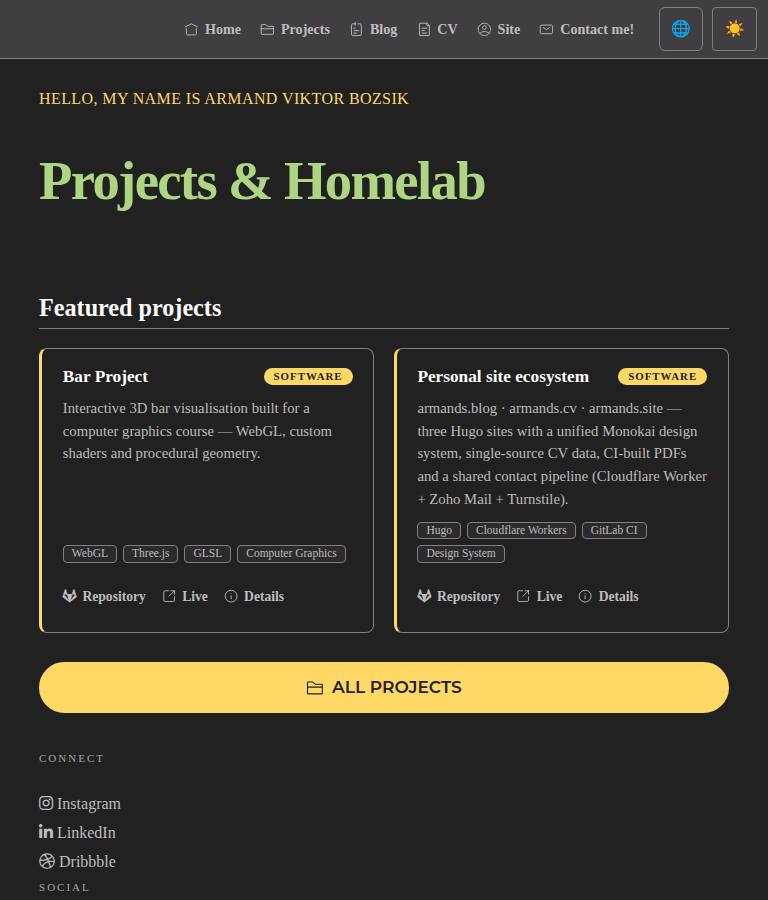 Home Projects Blog CV Site Contact me!
HELLO, MY NAME IS ARMAND VIKTOR BOZSIK
Projects & Homelab
Featured projects
Bar Project SOFTWARE
Interactive 3D bar visualisation built for a
computer graphics course — WebGL, custom
shaders and procedural geometry.
WebGL Three.js GLSL Computer Graphics
Repository Live Details
Personal site ecosystem SOFTWARE
armands.blog · armands.cv · armands.site —
three Hugo sites with a unified Monokai design
system, single-source CV data, CI-built PDFs
and a shared contact pipeline (Cloudflare Worker
+ Zoho Mail + Turnstile).
Hugo Cloudflare Workers GitLab CI
Design System
Repository Live Details
ALL PROJECTS
CONNECT
Instagram
LinkedIn
Dribbble
SOCIAL